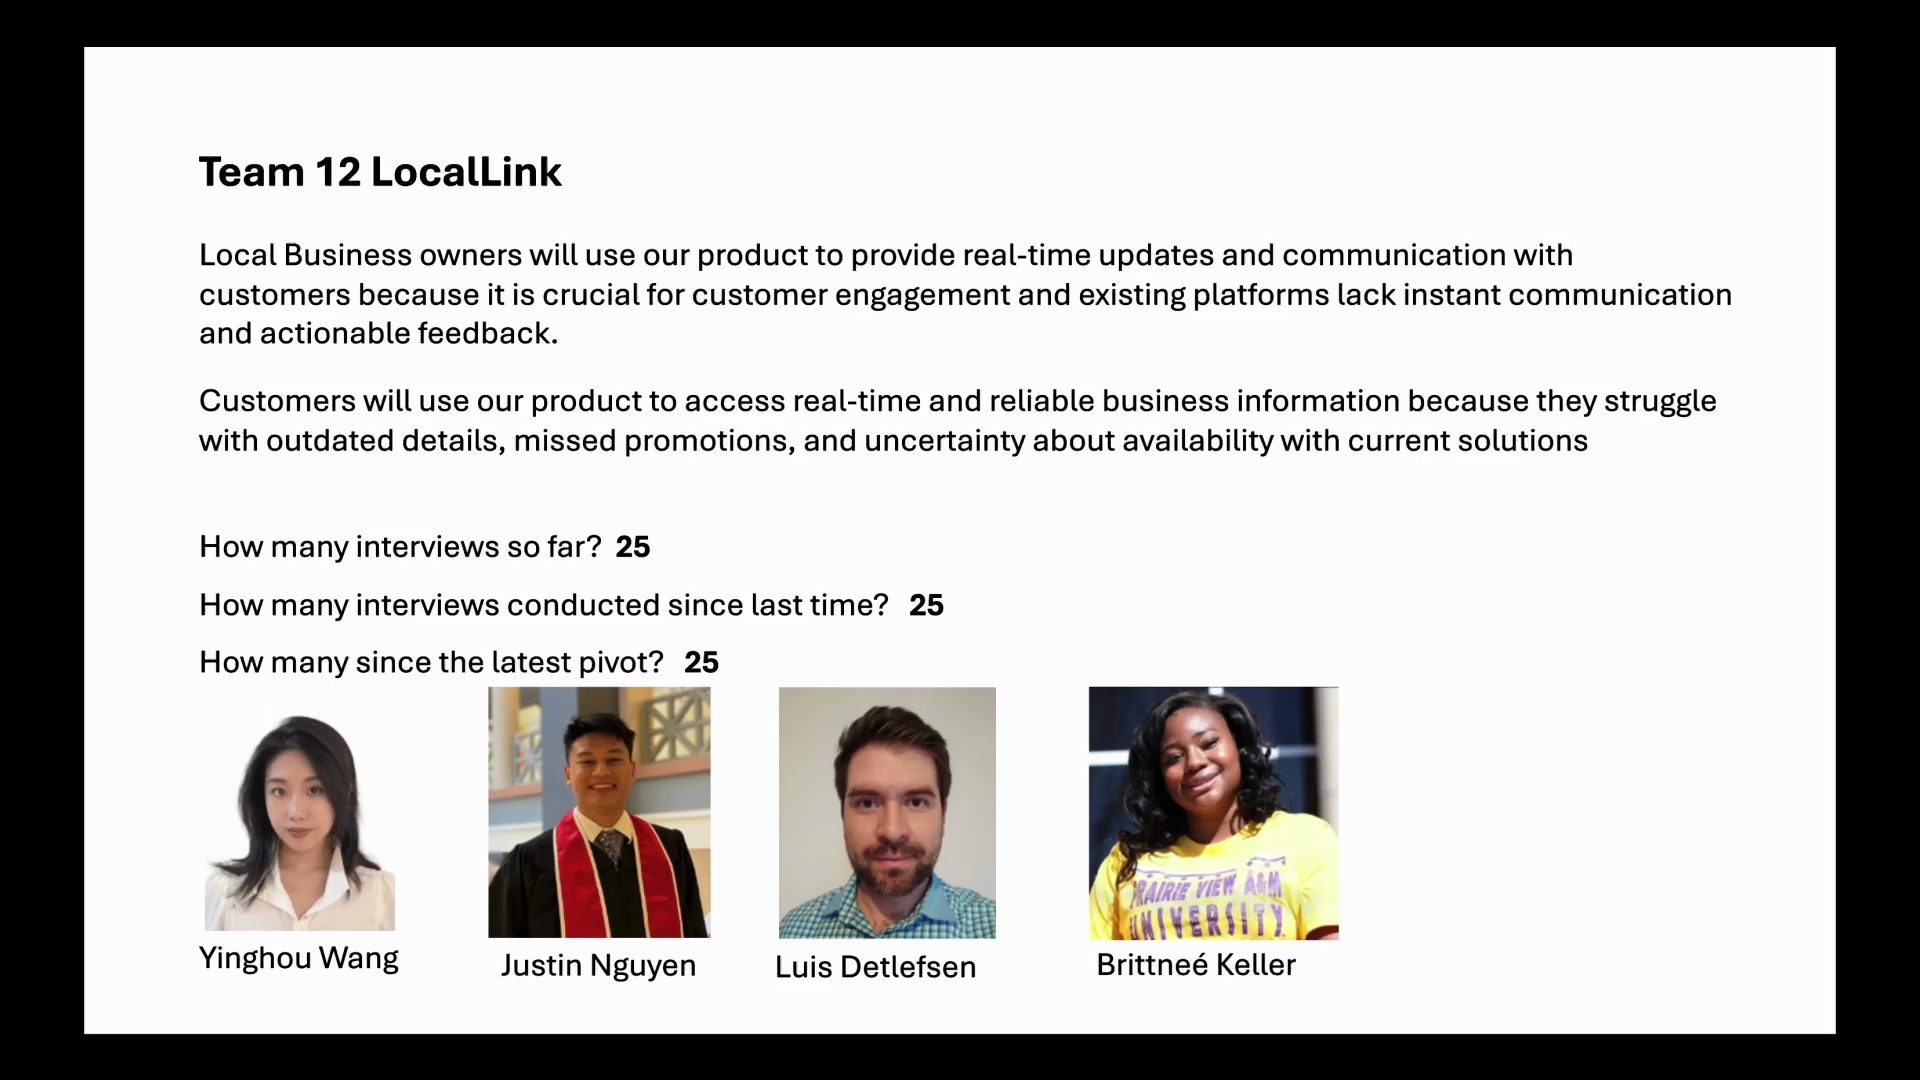 Team 12 LocalLink
Local Business owners will use our product to provide real-time updates and communication with
customers because it is crucial for customer engagement and existing platforms lack instant communication
and actionable feedback.
Customers will use our product to access real-time and reliable business information because they struggle
with outdated details, missed promotions, and uncertainty about availability with current solutions
How many interviews so far? 25
How many interviews conducted since last time? 25
How many since the latest pivot? 25
PRAIRIE VIEW A&M
UNIVERSITY
Yinghou Wang
Justin Nguyen
Luis Detlefsen
Brittneé Keller